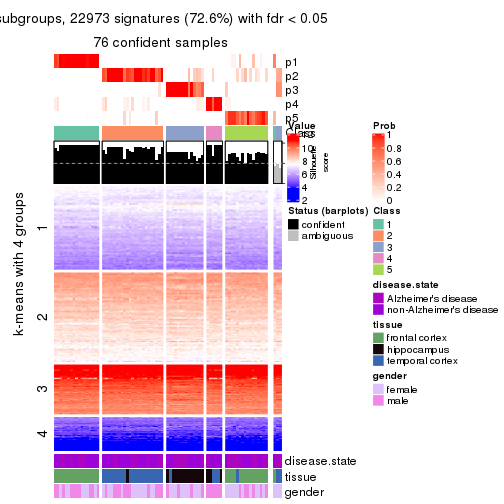 subgroups, 22973 signatures (72.6%) with fdr < 0.05
76 confident samples
p1
p2
p3
p4
p5
Class
Silhouette
score
k-means with 4 groups
1
2
3
4
disease.state
tissue
gender
Value
10
8
6
4
2
Status (barplots)
confident
ambiguous
Prob
1
0.8
0.6
0.4
0.2
0
Class
1
2
3
4
5
disease.state
Alzheimer's disease
non-Alzheimer's disease
tissue
frontal cortex
hippocampus
temporal cortex
gender
female
male